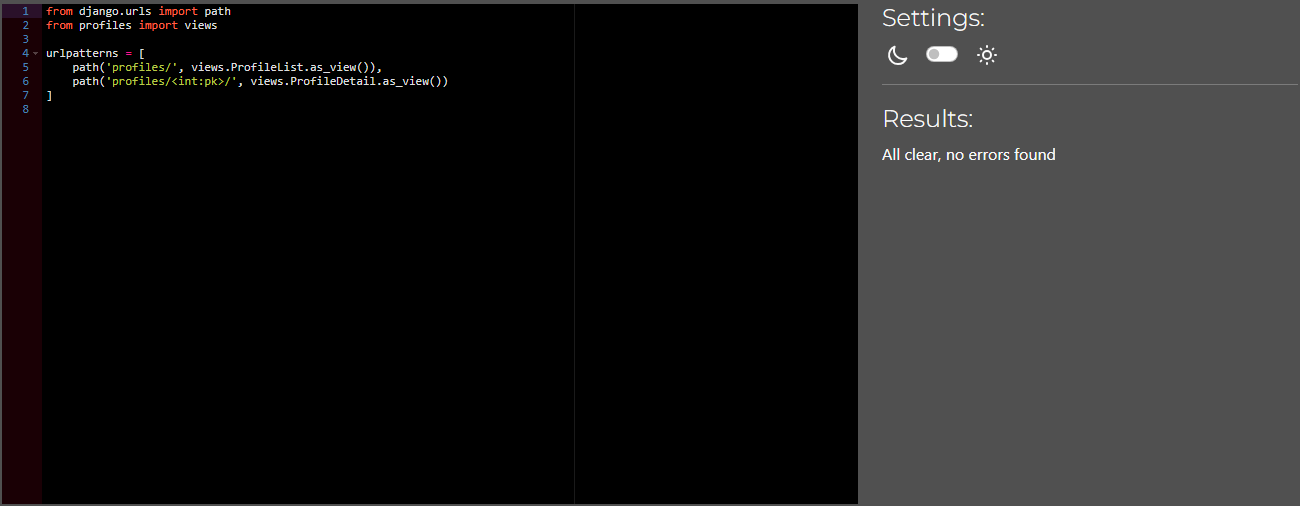 1 from django.urls import path
2 from profiles import views
3
4 urlpatterns = [
5     path('profiles/', views.ProfileList.as_view()),
6     path('profiles/<int:pk>/', views.ProfileDetail.as_view())
7 ]
8
Settings:
Results:
All clear, no errors found